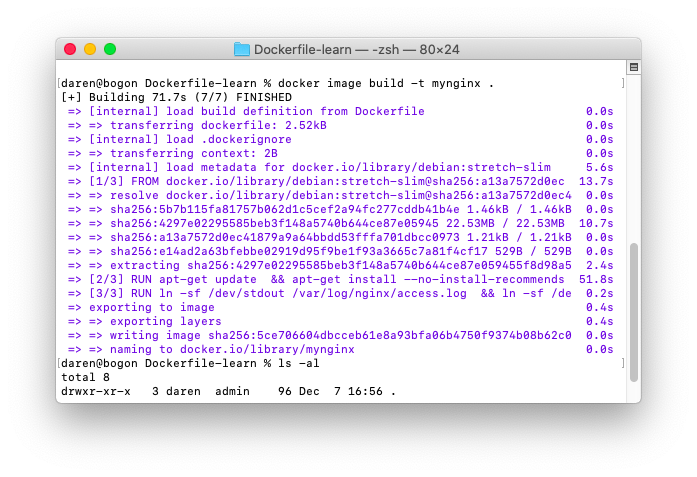 Dockerfile-learn — -zsh — 80×24
[daren@bogon Dockerfile-learn % docker image build -t mynginx . ]
[+] Building 71.7s (7/7) FINISHED
=> [internal] load build definition from Dockerfile 0.0s
=> => transferring dockerfile: 2.52kB 0.0s
=> [internal] load .dockerignore 0.0s
=> => transferring context: 2B 0.0s
=> [internal] load metadata for docker.io/library/debian:stretch-slim 5.6s
=> [1/3] FROM docker.io/library/debian:stretch-slim@sha256:a13a7572d0ec 13.7s
=> => resolve docker.io/library/debian:stretch-slim@sha256:a13a7572d0ec4 0.0s
=> => sha256:5b7b115fa81757b062d1c5cef2a94fc277cddb41b4e 1.46kB / 1.46kB 0.0s
=> => sha256:4297e02295585beb3f148a5740b644ce87e05945 22.53MB / 22.53MB 10.7s
=> => sha256:a13a7572d0ec41879a9a64bbdd53fffa701dbcc0973 1.21kB / 1.21kB 0.0s
=> => sha256:e14ad2a63bfebbe02919d95f9be1f93a3665c7a81f4cf17 529B / 529B 0.0s
=> => extracting sha256:4297e02295585beb3f148a5740b644ce87e059455f8d98a5 2.4s
=> [2/3] RUN apt-get update && apt-get install --no-install-recommends 51.8s
=> [3/3] RUN ln -sf /dev/stdout /var/log/nginx/access.log && ln -sf /de 0.2s
=> exporting to image 0.4s
=> => exporting layers 0.4s
=> => writing image sha256:5ce706604dbcceb61e8a93bfa06b4750f9374b08b62c0 0.0s
=> => naming to docker.io/library/mynginx 0.0s
[daren@bogon Dockerfile-learn % ls -al ]
total 8
drwxr-xr-x 3 daren admin 96 Dec 7 16:56 .